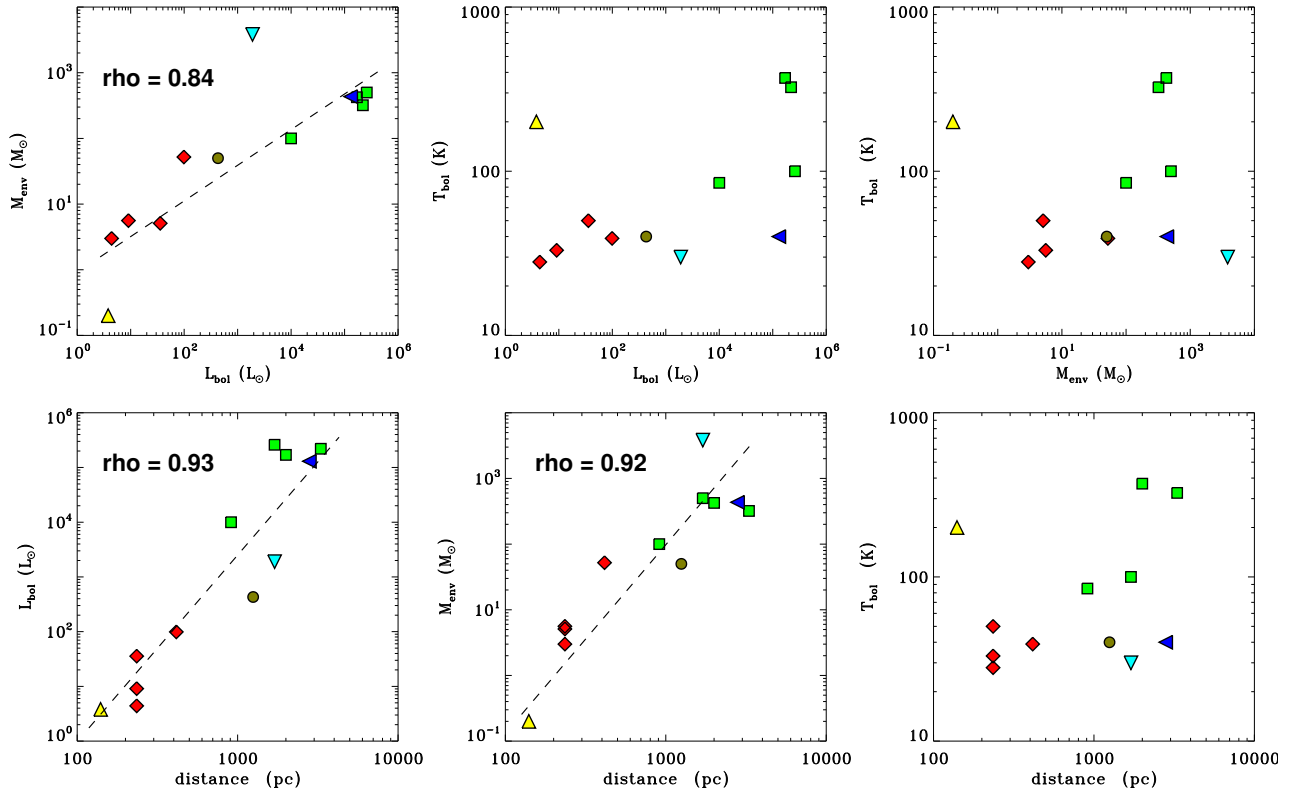 rho = 0.84
M_env (M_⊙)
10^3
10^1
10^-1
10^0
10^2
10^4
10^6
L_bol (L_⊙)
1000
100
10
T_bol (K)
10^0
10^2
10^4
10^6
L_bol (L_⊙)
1000
100
10
T_bol (K)
10^-1
10^1
10^3
M_env (M_⊙)
rho = 0.93
10^6
10^4
10^2
10^0
L_bol (L_⊙)
100
1000
10000
distance (pc)
rho = 0.92
10^3
10^1
10^-1
M_env (M_⊙)
100
1000
10000
distance (pc)
1000
100
10
T_bol (K)
100
1000
10000
distance (pc)